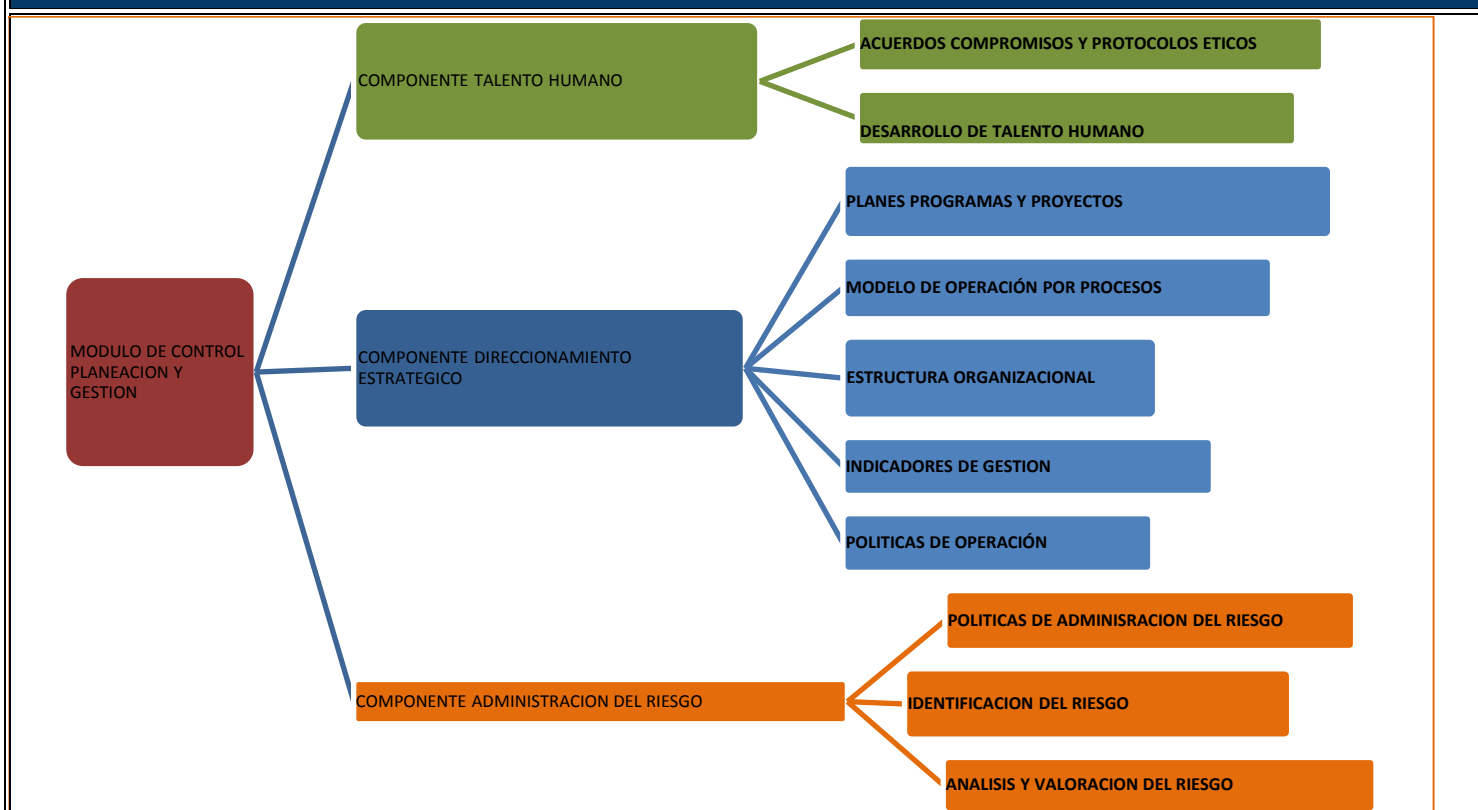 MODULO DE CONTROL
PLANEACION Y
GESTION
COMPONENTE TALENTO HUMANO
ACUERDOS COMPROMISOS Y PROTOCOLOS ETICOS
DESARROLLO DE TALENTO HUMANO
COMPONENTE DIRECCIONAMIENTO
ESTRATEGICO
PLANES PROGRAMAS Y PROYECTOS
MODELO DE OPERACIÓN POR PROCESOS
ESTRUCTURA ORGANIZACIONAL
INDICADORES DE GESTION
POLITICAS DE OPERACIÓN
COMPONENTE ADMINISTRACION DEL RIESGO
POLITICAS DE ADMINISRACION DEL RIESGO
IDENTIFICACION DEL RIESGO
ANALISIS Y VALORACION DEL RIESGO